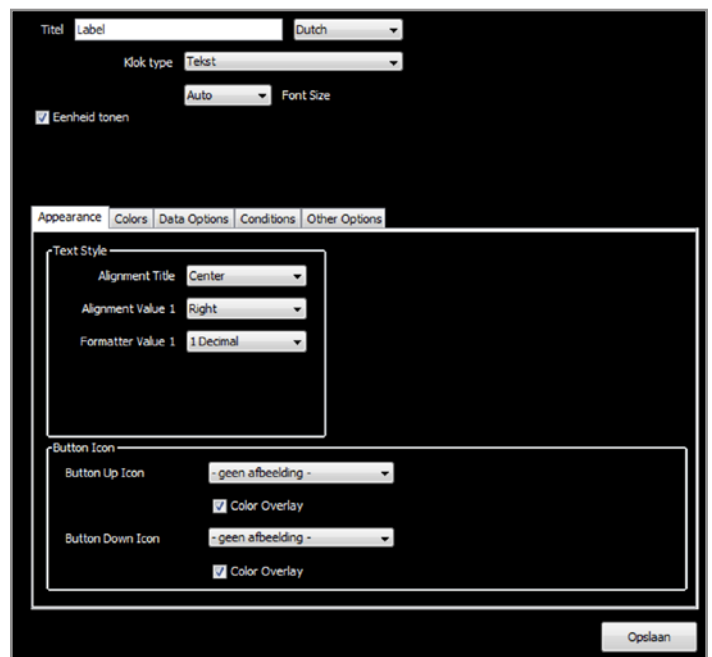 Titel Label Dutch
Klok type Tekst
Auto Font Size
Eenheid tonen
Appearance Colors Data Options Conditions Other Options
Text Style
Alignment Title Center
Alignment Value 1 Right
Formatter Value 1 1 Decimal
Button Icon
Button Up Icon - geen afbeelding -
Color Overlay
Button Down Icon - geen afbeelding -
Color Overlay
Opslaan